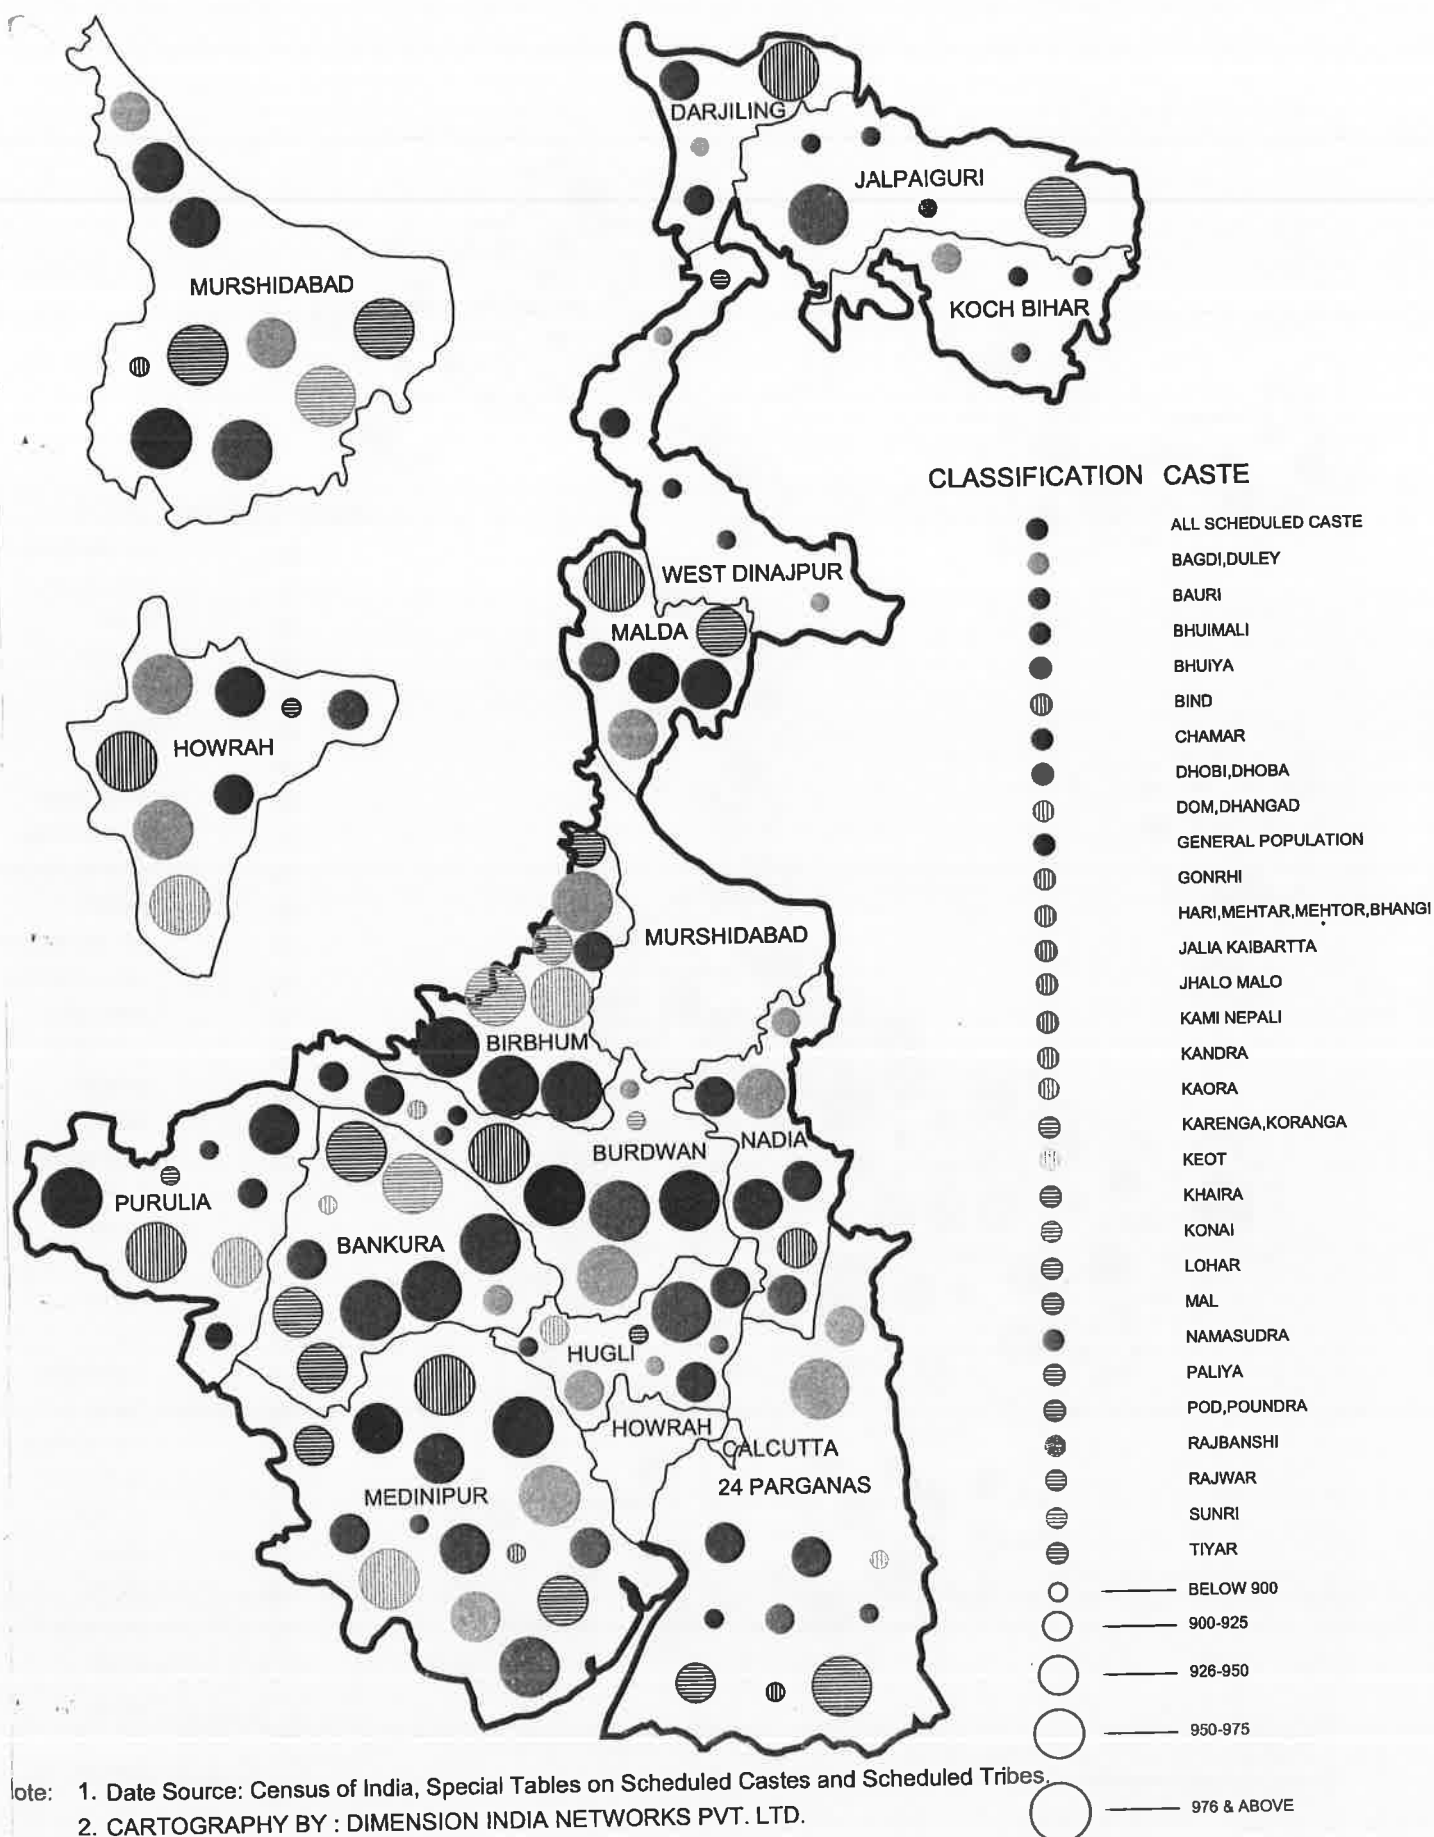 DARJILING
JALPAIGURI
KOCH BIHAR
MURSHIDABAD
WEST DINAJPUR
MALDA
HOWRAH
MURSHIDABAD
BIRBHUM
BURDWAN
NADIA
PURULIA
BANKURA
HUGLI
HOWRAH
CALCUTTA
24 PARGANAS
MEDINIPUR
CLASSIFICATION CASTE
ALL SCHEDULED CASTE
BAGDI,DULEY
BAURI
BHUIMALI
BHUIYA
BIND
CHAMAR
DHOBI,DHOBA
DOM,DHANGAD
GENERAL POPULATION
GONRHI
HARI,MEHTAR,MEHTOR,BHANGI
JALIA KAIBARTTA
JHALO MALO
KAMI NEPALI
KANDRA
KAORA
KARENGA,KORANGA
KEOT
KHAIRA
KONAI
LOHAR
MAL
NAMASUDRA
PALIYA
POD,POUNDRA
RAJBANSHI
RAJWAR
SUNRI
TIYAR
BELOW 900
900-925
926-950
950-975
976 & ABOVE
ote: 1. Date Source: Census of India, Special Tables on Scheduled Castes and Scheduled Tribes.
2. CARTOGRAPHY BY : DIMENSION INDIA NETWORKS PVT. LTD.